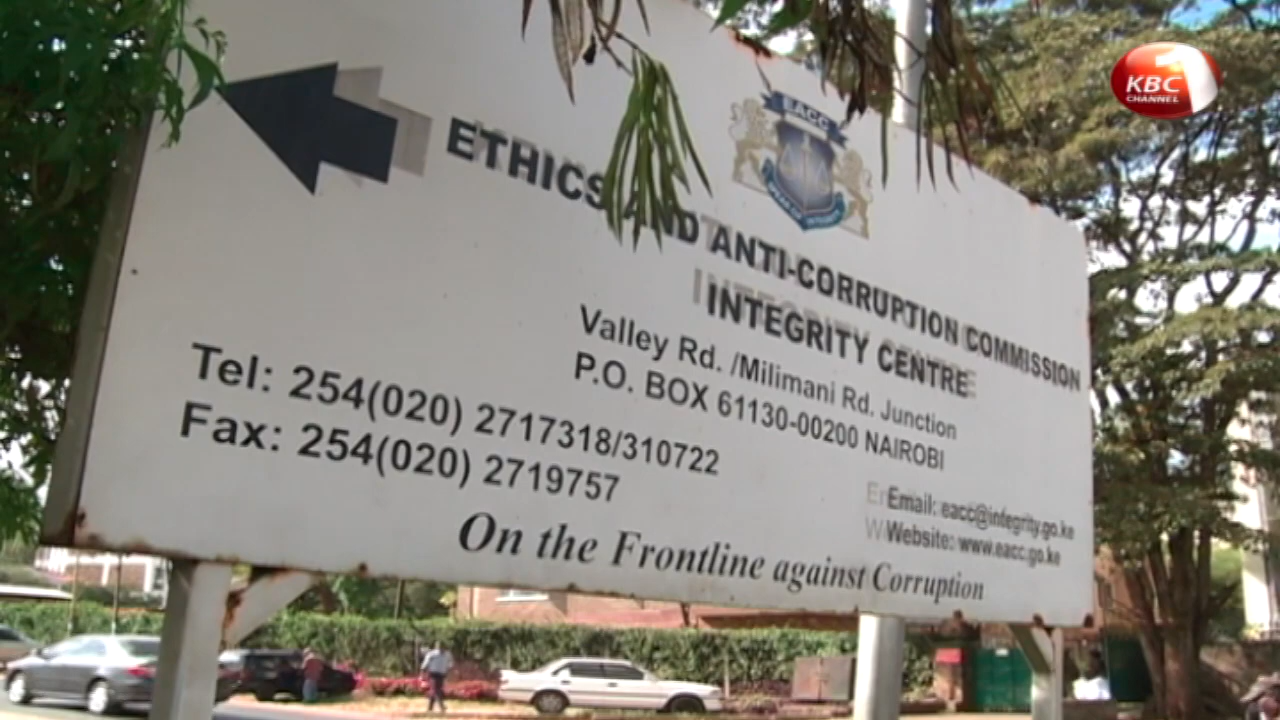 KBC 1
CHANNEL
EACC
ETHICS AND ANTI-CORRUPTION COMMISSION
INTEGRITY CENTRE
Valley Rd. /Milimani Rd. Junction
P.O. BOX 61130-00200 NAIROBI
Tel: 254(020) 2717318/310722
Fax: 254(020) 2719757
Email: eacc@integrity.go.ke
Website: www.eacc.go.ke
On the Frontline against Corruption